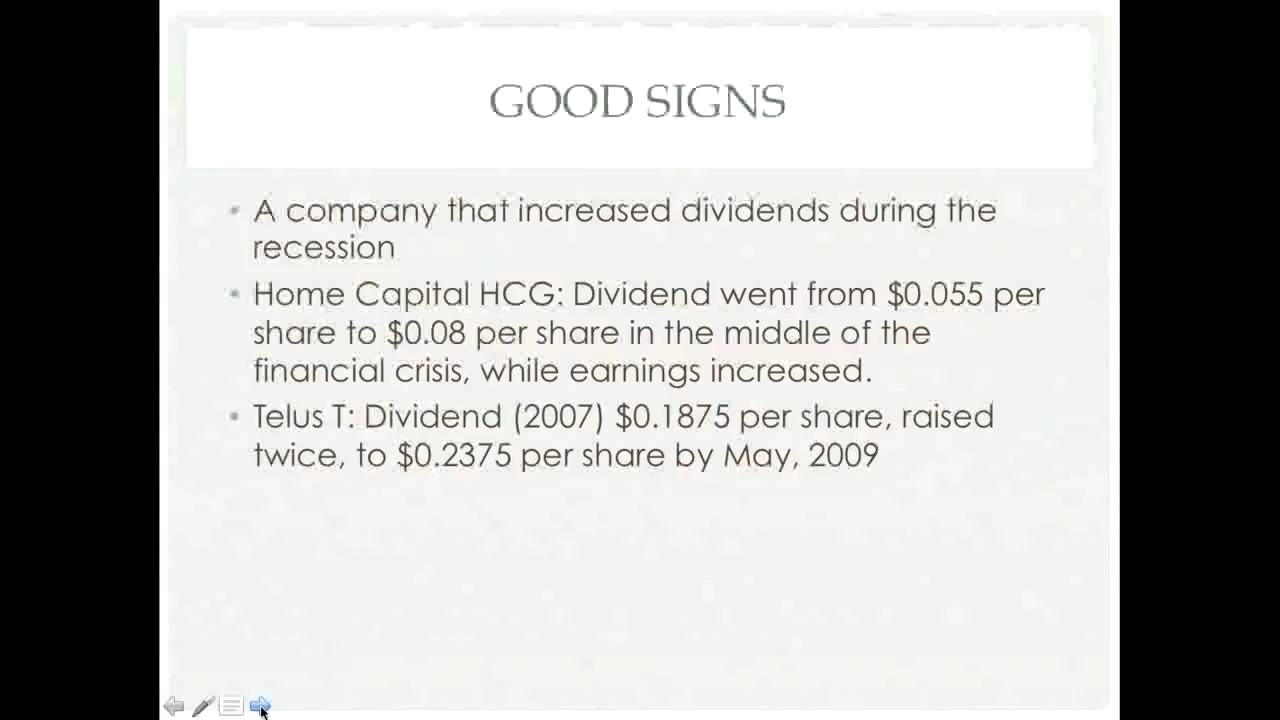 GOOD SIGNS
• A company that increased dividends during the
recession
• Home Capital HCG: Dividend went from $0.055 per
share to $0.08 per share in the middle of the
financial crisis, while earnings increased.
• Telus T: Dividend (2007) $0.1875 per share, raised
twice, to $0.2375 per share by May, 2009